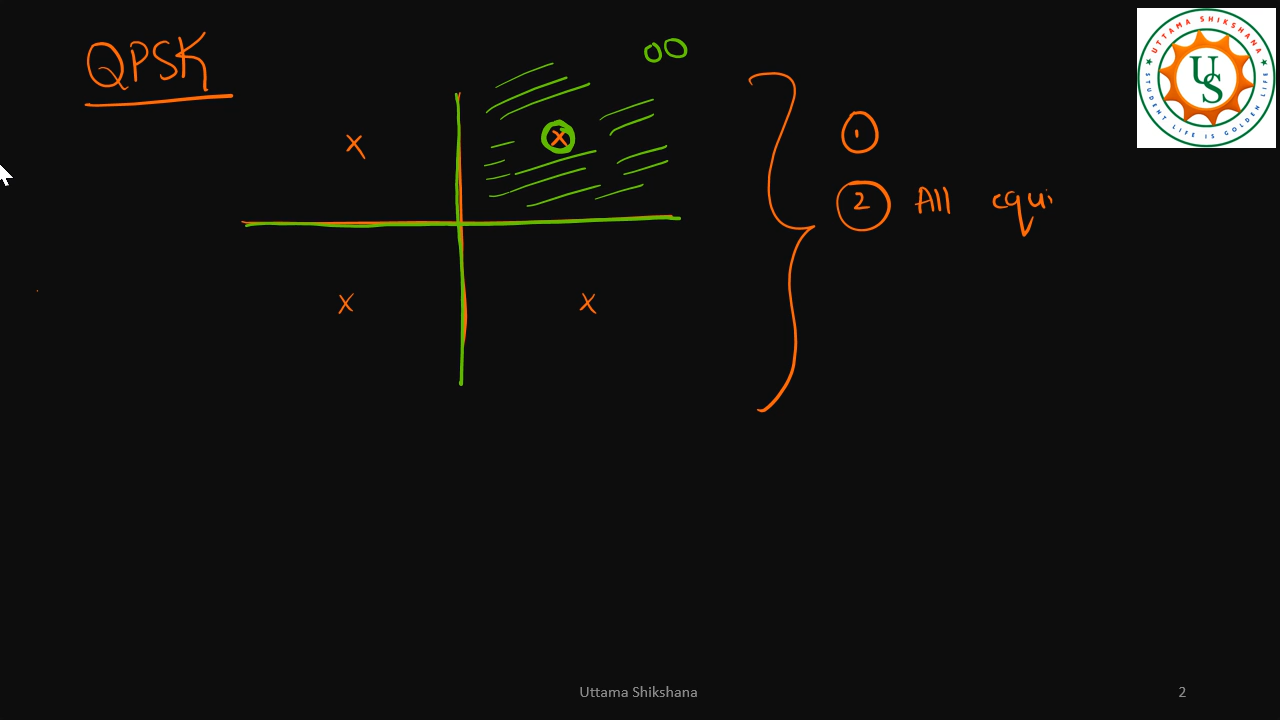 QPSK
00
x
x
x
x
1
2 All equi
UTTAMA SHIKSHANA
US
STUDENT LIFE IS GOLDEN LIFE
Uttama Shikshana
2